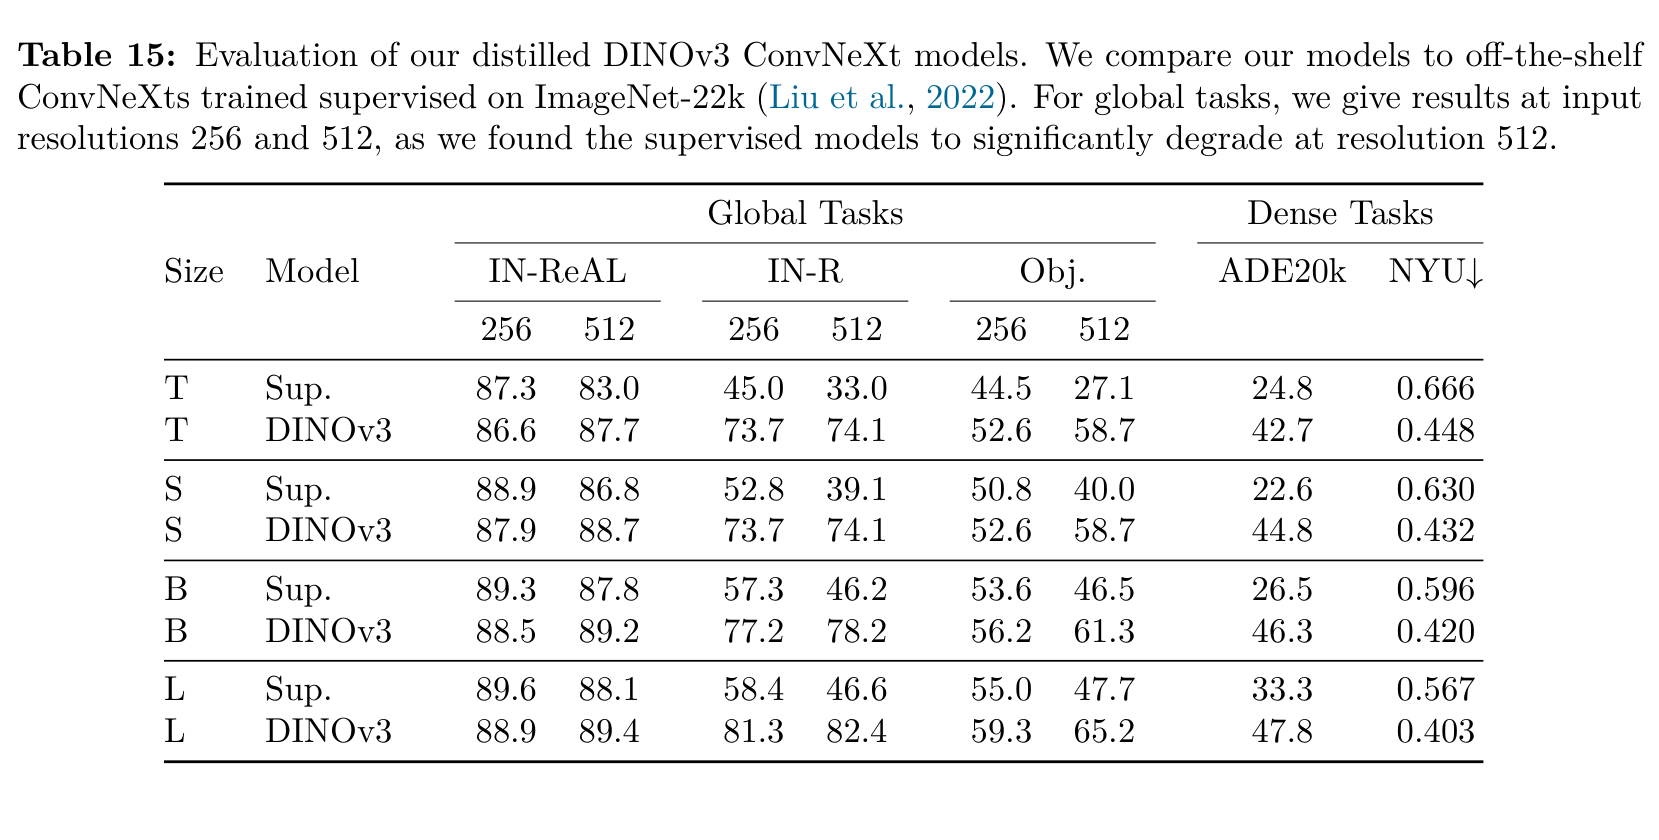 Table 15: Evaluation of our distilled DINOv3 ConvNeXt models. We compare our models to off-the-shelf
ConvNeXts trained supervised on ImageNet-22k (Liu et al., 2022). For global tasks, we give results at input
resolutions 256 and 512, as we found the supervised models to significantly degrade at resolution 512.
Global Tasks Dense Tasks
Size Model IN-ReAL IN-R Obj. ADE20k NYU↓
256 512 256 512 256 512
T Sup. 87.3 83.0 45.0 33.0 44.5 27.1 24.8 0.666
T DINOv3 86.6 87.7 73.7 74.1 52.6 58.7 42.7 0.448
S Sup. 88.9 86.8 52.8 39.1 50.8 40.0 22.6 0.630
S DINOv3 87.9 88.7 73.7 74.1 52.6 58.7 44.8 0.432
B Sup. 89.3 87.8 57.3 46.2 53.6 46.5 26.5 0.596
B DINOv3 88.5 89.2 77.2 78.2 56.2 61.3 46.3 0.420
L Sup. 89.6 88.1 58.4 46.6 55.0 47.7 33.3 0.567
L DINOv3 88.9 89.4 81.3 82.4 59.3 65.2 47.8 0.403